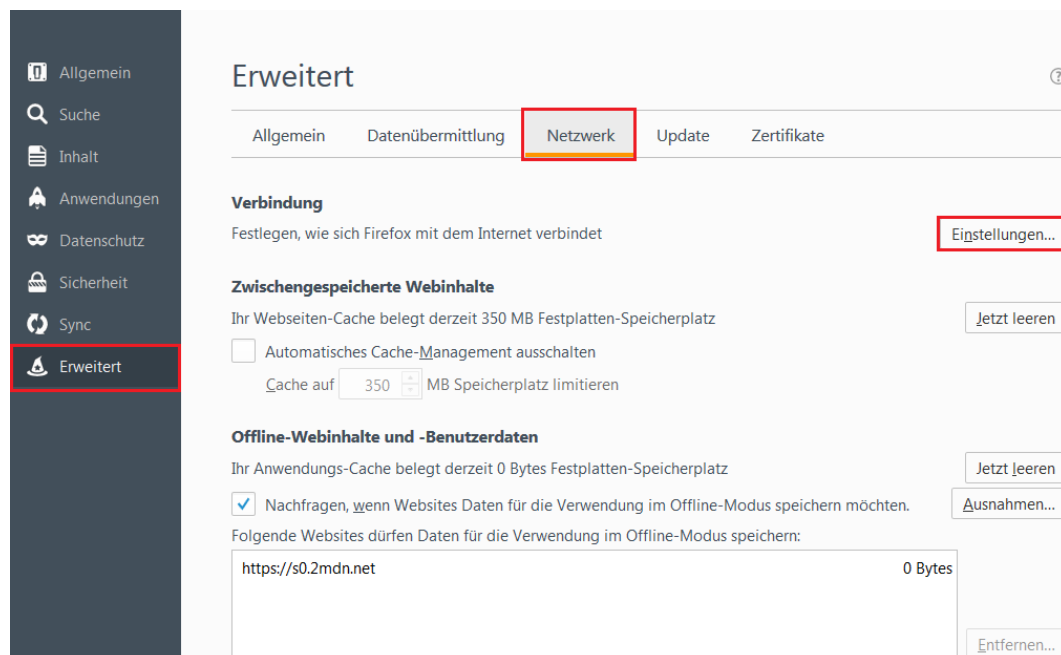 Allgemein
Suche
Inhalt
Anwendungen
Datenschutz
Sicherheit
Sync
Erweitert
Erweitert
?
Allgemein Datenübermittlung Netzwerk Update Zertifikate
Verbindung
Festlegen, wie sich Firefox mit dem Internet verbindet Einstellungen...
Zwischengespeicherte Webinhalte
Ihr Webseiten-Cache belegt derzeit 350 MB Festplatten-Speicherplatz Jetzt leeren
Automatisches Cache-Management ausschalten
Cache auf 350 MB Speicherplatz limitieren
Offline-Webinhalte und -Benutzerdaten
Ihr Anwendungs-Cache belegt derzeit 0 Bytes Festplatten-Speicherplatz Jetzt leeren
Nachfragen, wenn Websites Daten für die Verwendung im Offline-Modus speichern möchten. Ausnahmen...
Folgende Websites dürfen Daten für die Verwendung im Offline-Modus speichern:
https://s0.2mdn.net 0 Bytes
Entfernen...